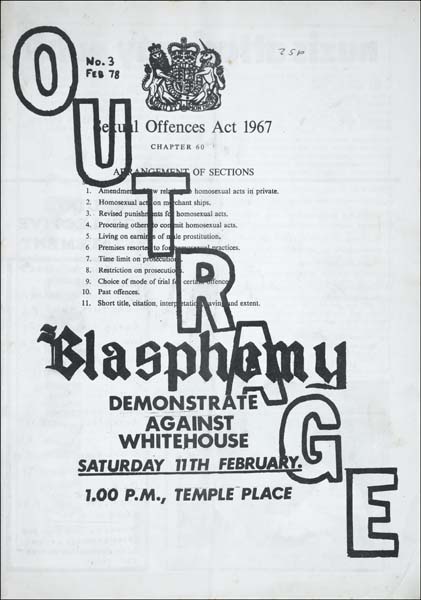 No. 3
FEB 78
25p
OUTRAGE
Sexual Offences Act 1967
CHAPTER 60
ARRANGEMENT OF SECTIONS
1. Amendment of law relating to homosexual acts in private.
2. Homosexual acts on merchant ships.
3. Revised punishments for homosexual acts.
4. Procuring others to commit homosexual acts.
5. Living on earnings of male prostitution.
6. Premises resorted to for homosexual practices.
7. Time limit on prosecutions.
8. Restriction on prosecutions.
9. Choice of mode of trial for certain offences.
10. Past offences.
11. Short title, citation, interpretation, saving and extent.
Blasphemy
DEMONSTRATE
AGAINST
WHITEHOUSE
SATURDAY 11TH FEBRUARY.
1.00 P.M., TEMPLE PLACE